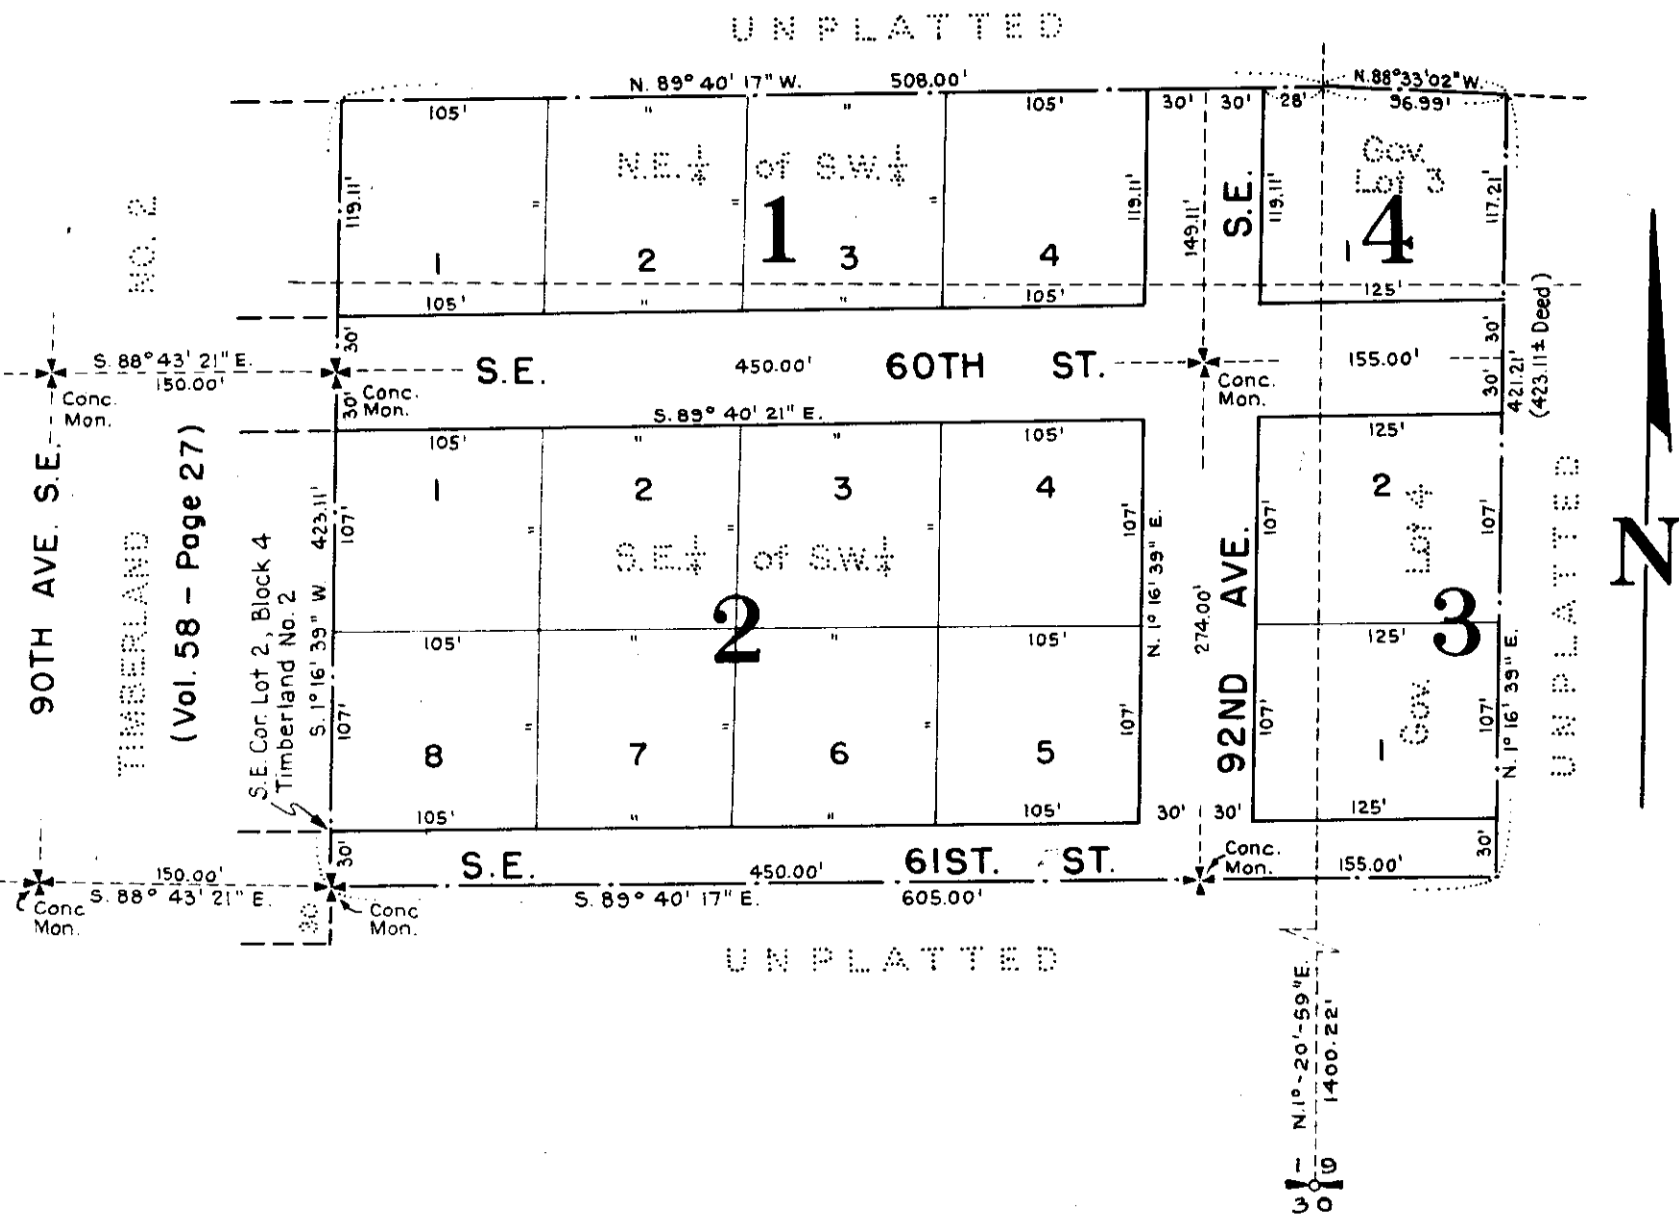 UNPLATTED
N. 89° 40' 17" W. 508.00'
N. 88° 33' 02" W.
105' " " 105' 30' 30' 28' 96.99'
N.E. ¼ of S.W. ¼
Gov.
Lot 3
119.11' " " " 119.11' 149.11' S.E. 119.11' 117.21'
1
4
1 2 3 4 1
105' " " 105' 125'
NO. 2
30' 30'
S. 88° 43' 21" E.
150.00'
S.E. 450.00' 60TH ST. 155.00'
Conc.
Mon.
Conc.
Mon.
Conc.
Mon.
30' 30'
421.21'
(423.11± Deed)
S. 89° 40' 21" E.
105' " " 105' 125'
1 2 3 4 2
423.11'
107' " " " 107' 107' 107'
S.E. ¼ of S.W. ¼
Gov. Lot 4
90TH AVE. S.E.
TIMBERLAND
(Vol. 58 - Page 27)
S.E. Cor. Lot 2, Block 4
Timberland No. 2
S. 1° 16' 39" W.
N. 1° 16' 39" E.
274.00'
92ND AVE.
2
3
105' " " 105' 125'
N. 1° 16' 39" E.
UNPLATTED
N
107' " " " 107' 107' 107'
8 7 6 5 1
105' " " 105' 30' 30' 125'
30' 30'
S.E. 450.00' 61ST. ST. 155.00'
Conc.
Mon.
150.00'
S. 88° 43' 21" E.
S. 89° 40' 17" E. 605.00'
Conc
Mon.
30
Conc
Mon.
UNPLATTED
N. 1°-20'-59" E.
1400.22'
19
30